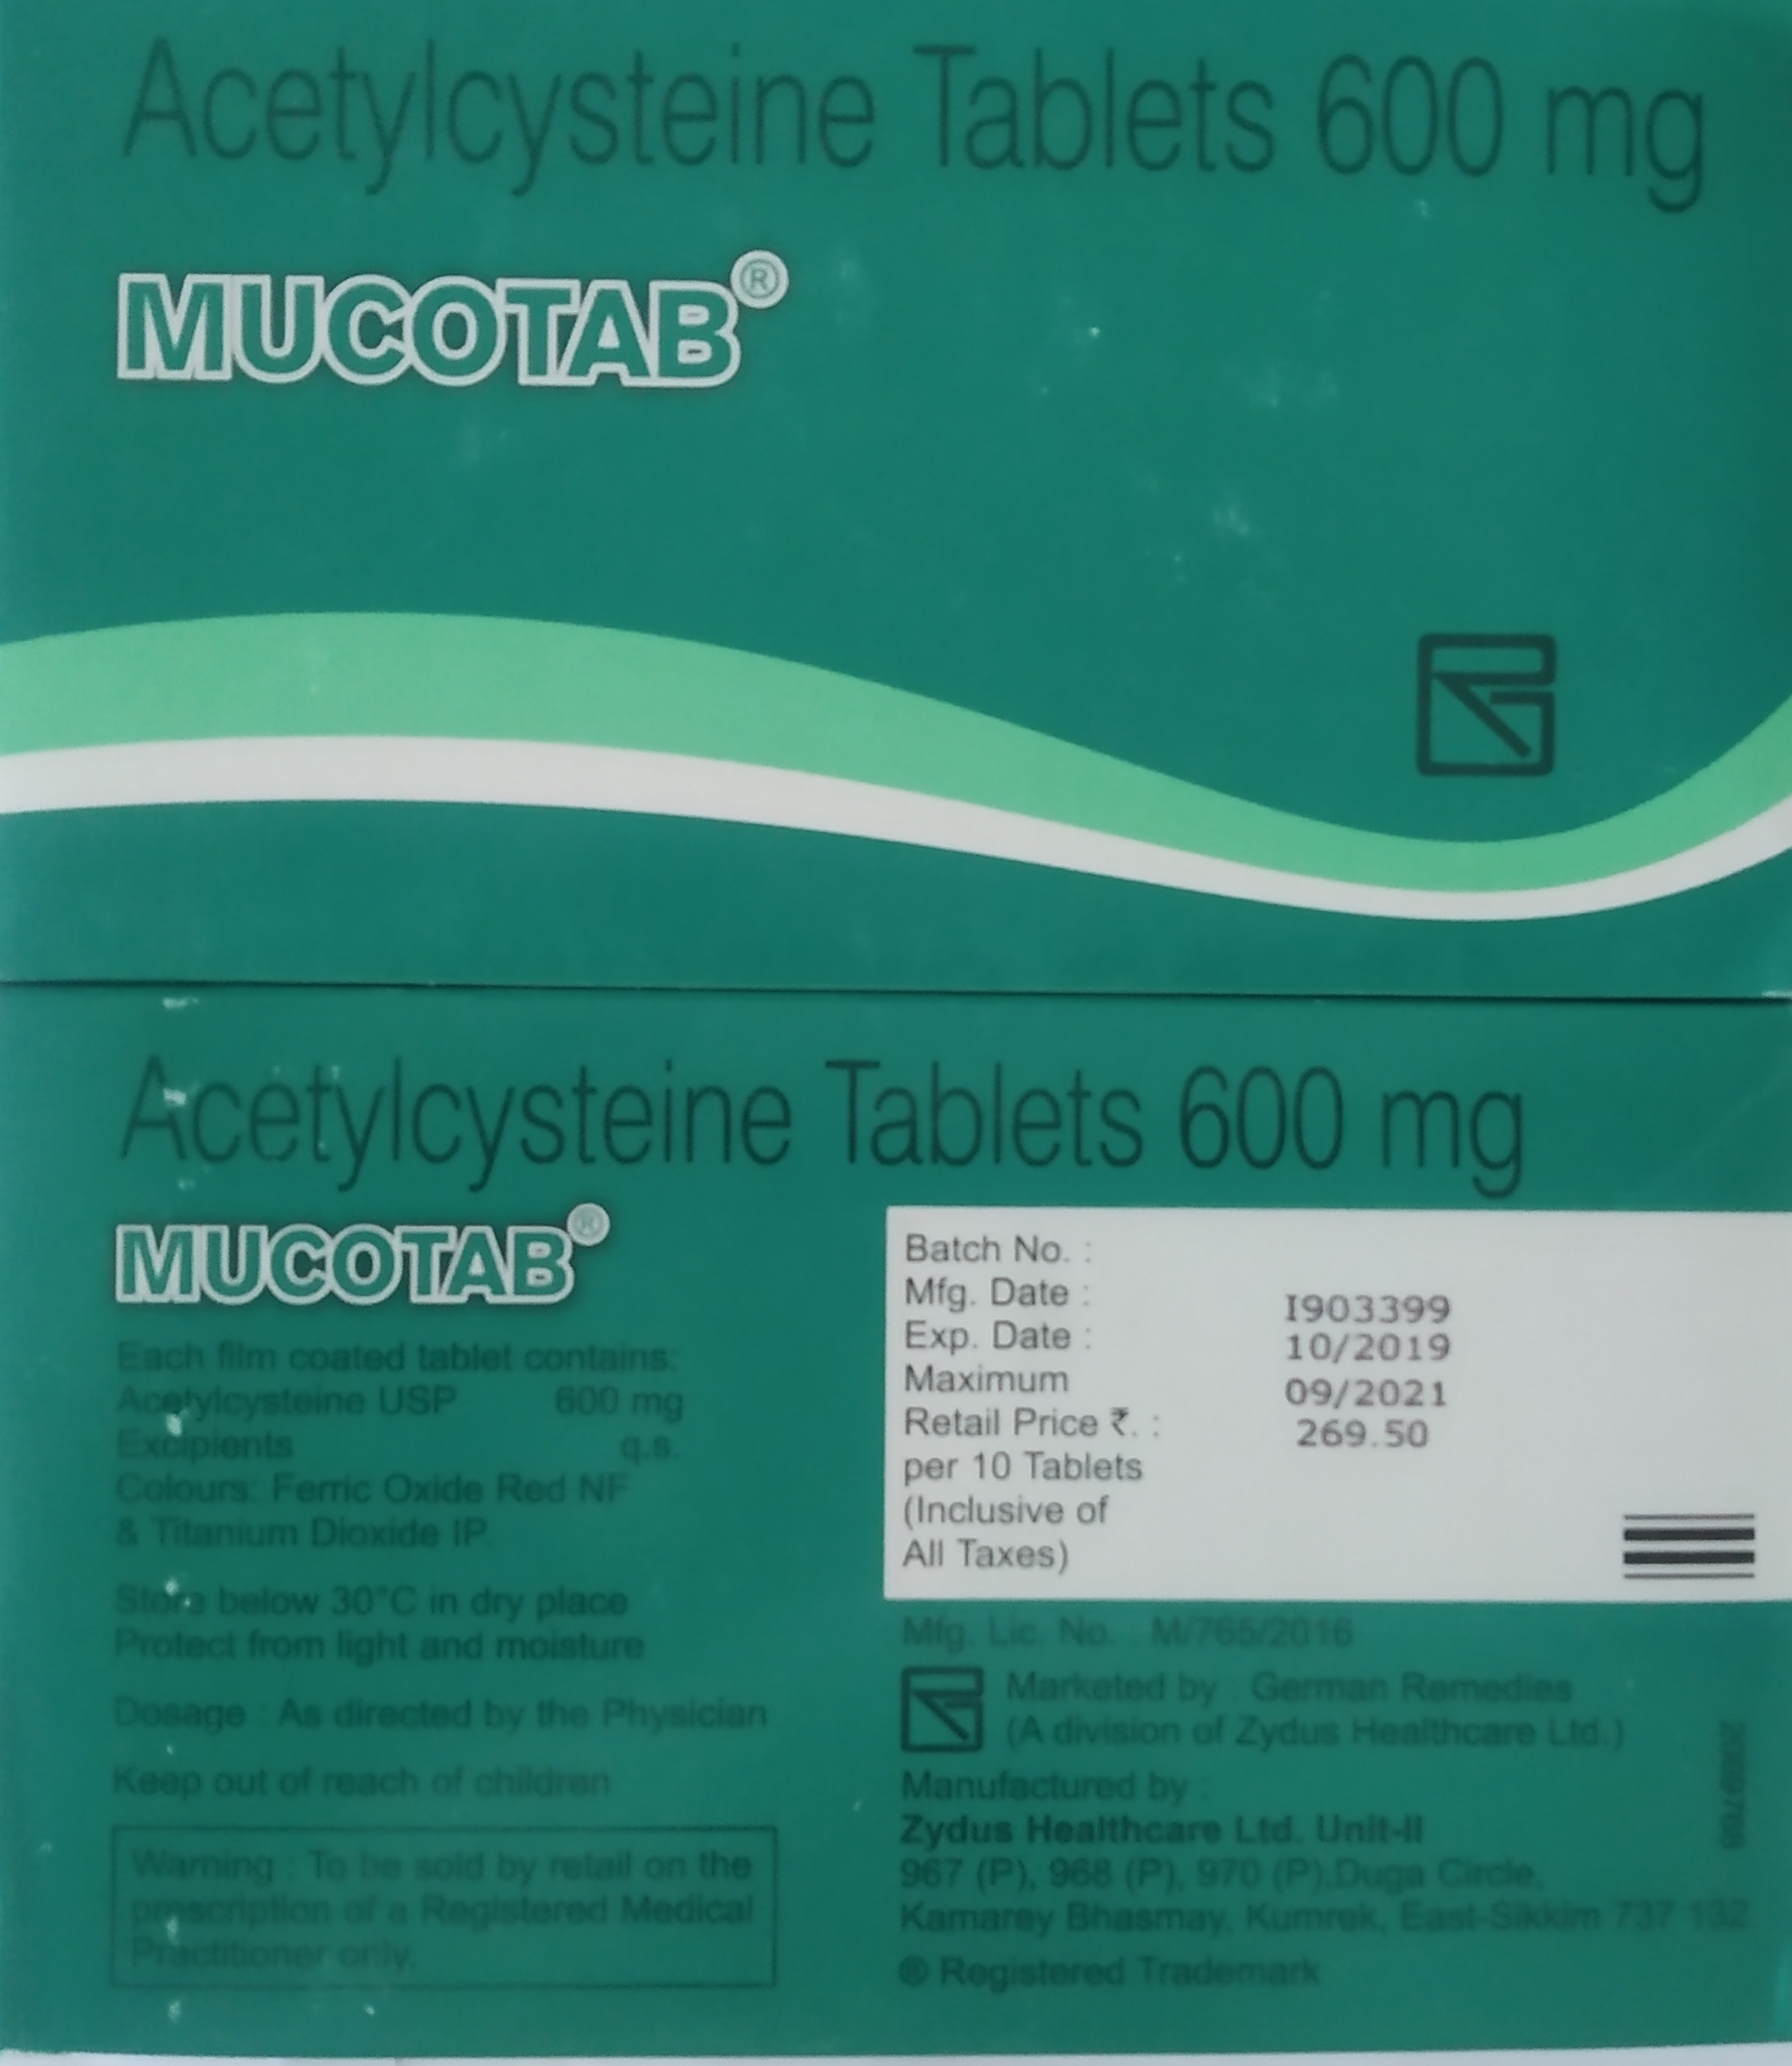 Acetylcysteine Tablets 600 mg
MUCOTAB®
Acetylcysteine Tablets 600 mg
MUCOTAB®
Each film coated tablet contains:
Acetylcysteine USP 600 mg
Excipients q.s.
Colours: Ferric Oxide Red NF
& Titanium Dioxide IP.
Store below 30°C in dry place
Protect from light and moisture
Dosage : As directed by the Physician
Keep out of reach of children
Warning : To be sold by retail on the
prescription of a Registered Medical
Practitioner only.
Batch No. :
Mfg. Date :
Exp. Date :
Maximum
Retail Price ₹. :
per 10 Tablets
(Inclusive of
All Taxes)
I903399
10/2019
09/2021
269.50
Mfg. Lic. No. : M/765/2016
Marketed by : German Remedies
(A division of Zydus Healthcare Ltd.)
Manufactured by :
Zydus Healthcare Ltd. Unit-II
967 (P), 968 (P), 970 (P),Duga Circle,
Kamarey Bhasmay, Kumrek, East-Sikkim 737 132.
® Registered Trademark